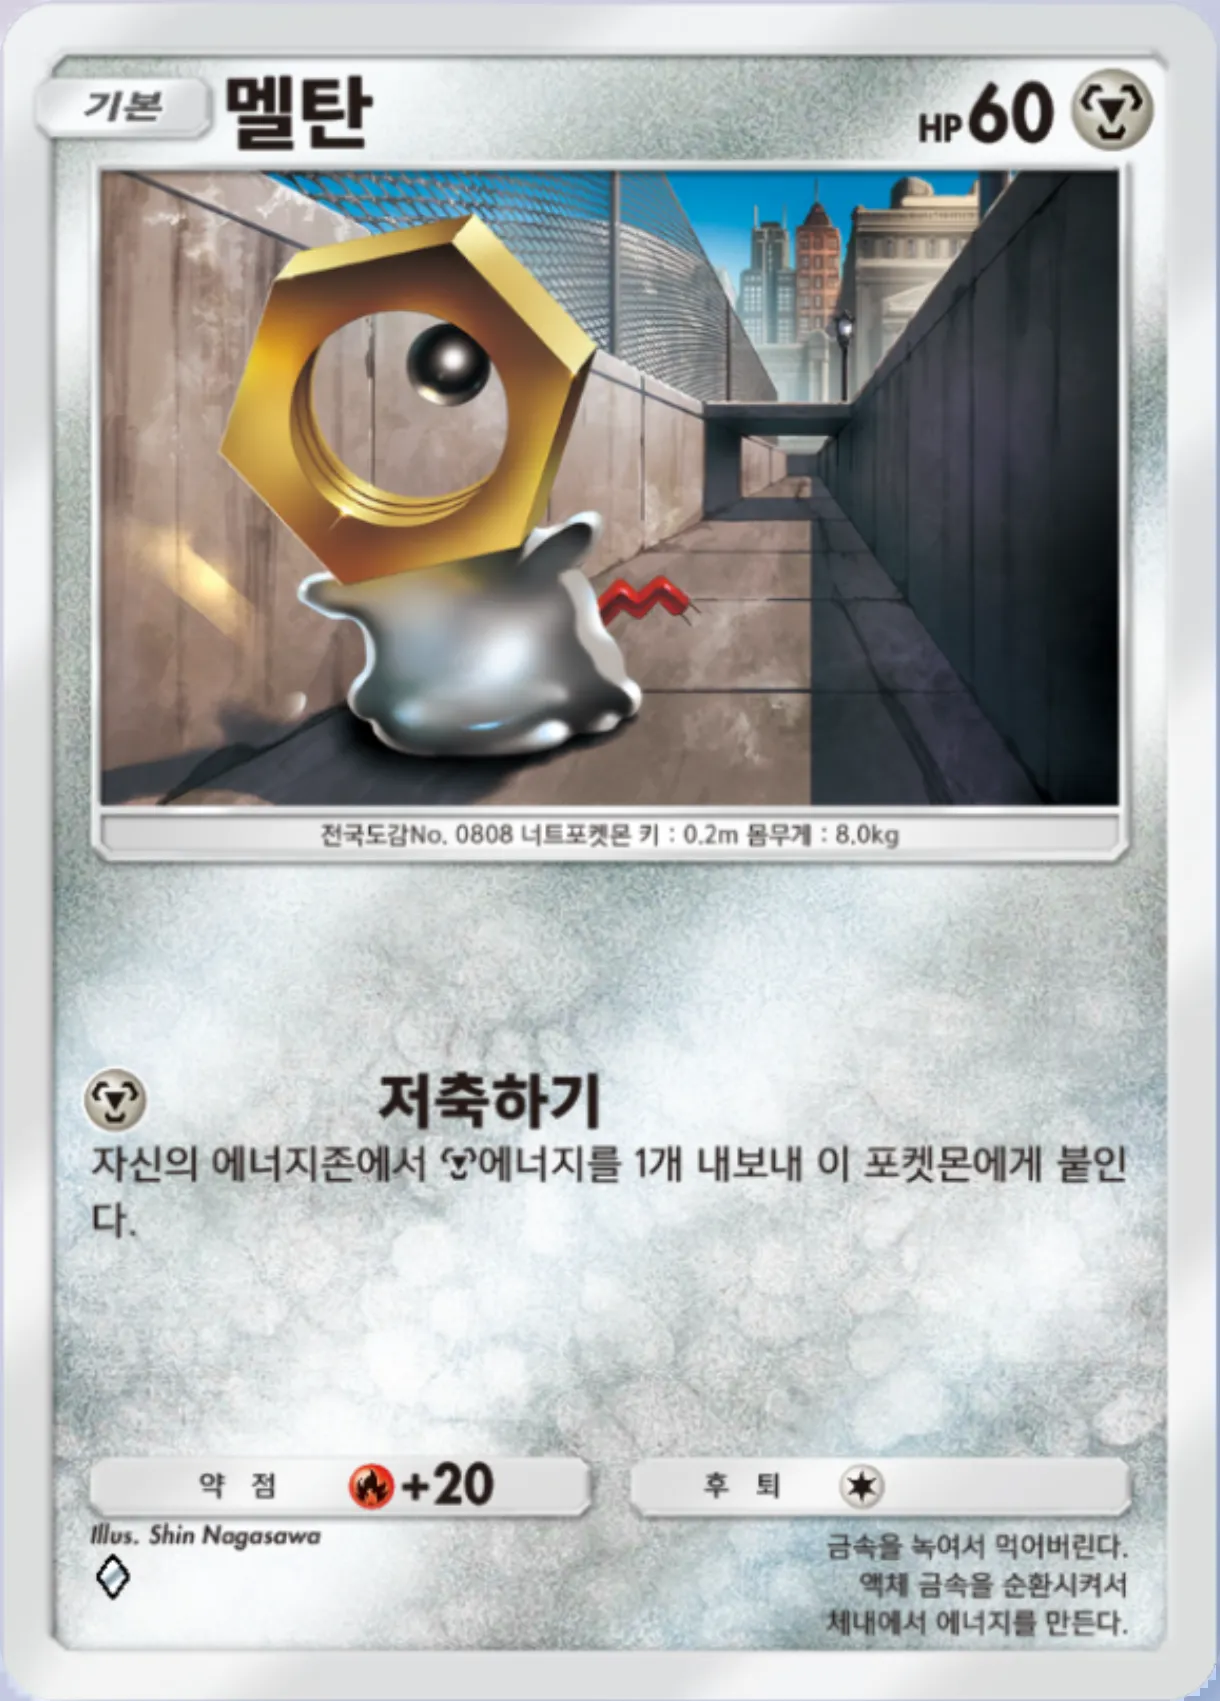 기본
멜탄
HP60
전국도감No. 0808 너트포켓몬 키 : 0.2m 몸무게 : 8.0kg
저축하기
자신의 에너지존에서 에너지를 1개 내보내 이 포켓몬에게 붙인
다.
약점 +20
후퇴
Illus. Shin Nagasawa
금속을 녹여서 먹어버린다.
액체 금속을 순환시켜서
체내에서 에너지를 만든다.